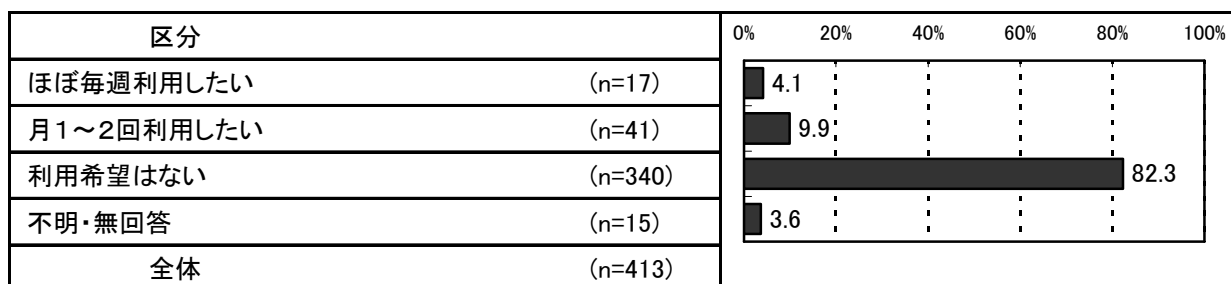 区分 0% 20% 40% 60% 80% 100%
ほぼ毎週利用したい (n=17) 4.1
月１～２回利用したい (n=41) 9.9
利用希望はない (n=340) 82.3
不明・無回答 (n=15) 3.6
全体 (n=413)